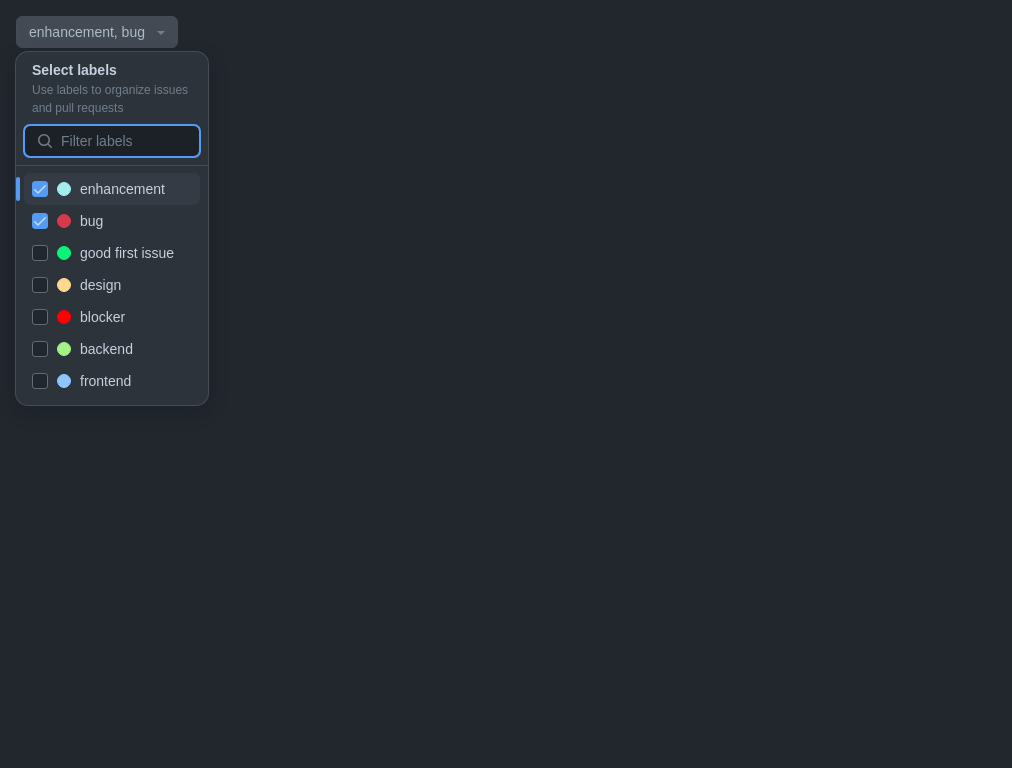 enhancement, bug
Select labels
Use labels to organize issues
and pull requests
Filter labels
enhancement
bug
good first issue
design
blocker
backend
frontend